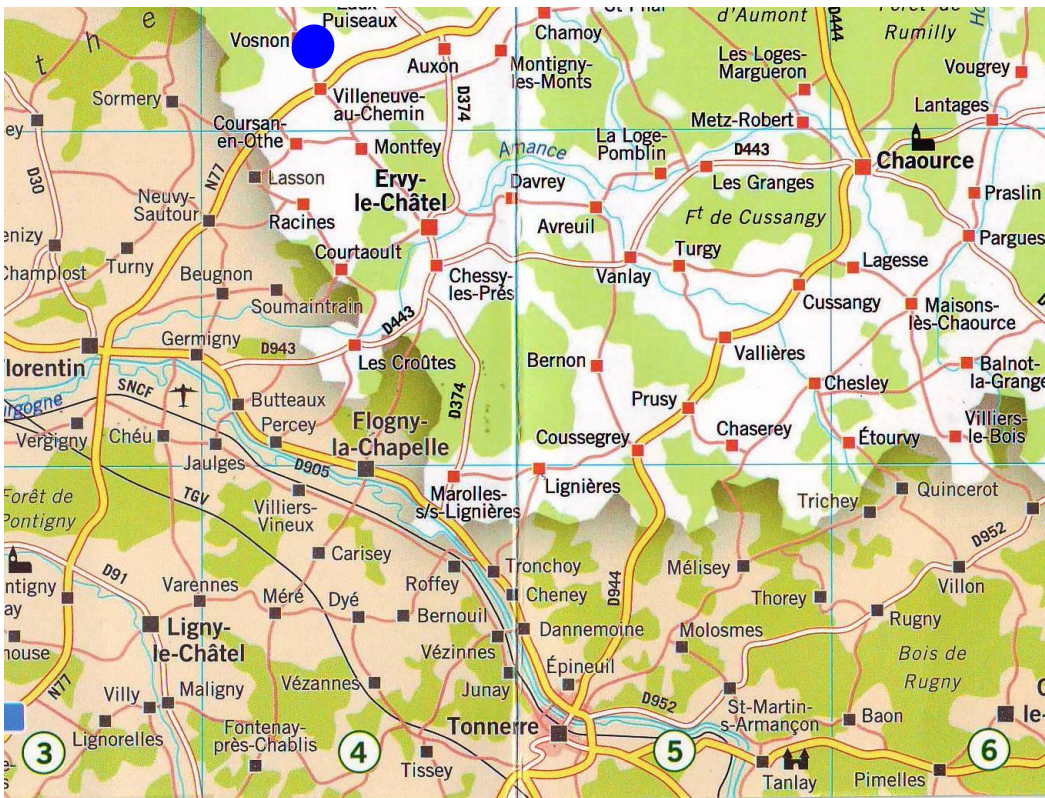 t h e
Puiseaux
Vosnon
Auxon
Chamoy
Montigny-
les-Monts
d'Aumont
D444
Rumilly
Les Loges-
Margueron
Vougrey
Sormery
Villeneuve-
au-Chemin
D374
Metz-Robert
Lantages
Coursan-
en-Othe
Montfey
Amance
La Loge-
Pomblin
D443
Chaource
Les Granges
D30
N77
Lasson
Ervy-
le-Châtel
Davrey
Praslin
Neuvy-
Sautour
Racines
Avreuil
Ft de Cussangy
Pargues
Courtaoult
Turgy
Lagesse
Champlost
Turny
Beugnon
Chessy-
les-Prés
Vanlay
Cussangy
Soumaintrain
Maisons-
lès-Chaource
D443
Germigny
D943
Les Croûtes
Vallières
Bernon
Balnot-
la-Grange
Chesley
SNCF
Butteaux
D374
Prusy
Villiers-
le-Bois
Vergigny
Chéu
Percey
Flogny-
la-Chapelle
Coussegrey
Chaserey
Étourvy
Jaulges
D905
TGV
Marolles-
s/s-Lignières
Lignières
Quincerot
Forêt de
Pontigny
Villiers-
Vineux
Trichey
D952
Carisey
Tronchoy
D91
Roffey
Mélisey
Villon
Varennes
Cheney
D944
Thorey
Méré
Dyé
Bernouil
Rugny
Ligny-
le-Châtel
Dannemoine
Molosmes
Vézinnes
Bois de
Rugny
Épineuil
N77
Villy
Maligny
Vézannes
Junay
D952
St-Martin-
s-Armançon
Baon
Lignorelles
Fontenay-
près-Chablis
Tonnerre
3
4
5
6
Tissey
Tanlay
Pimelles